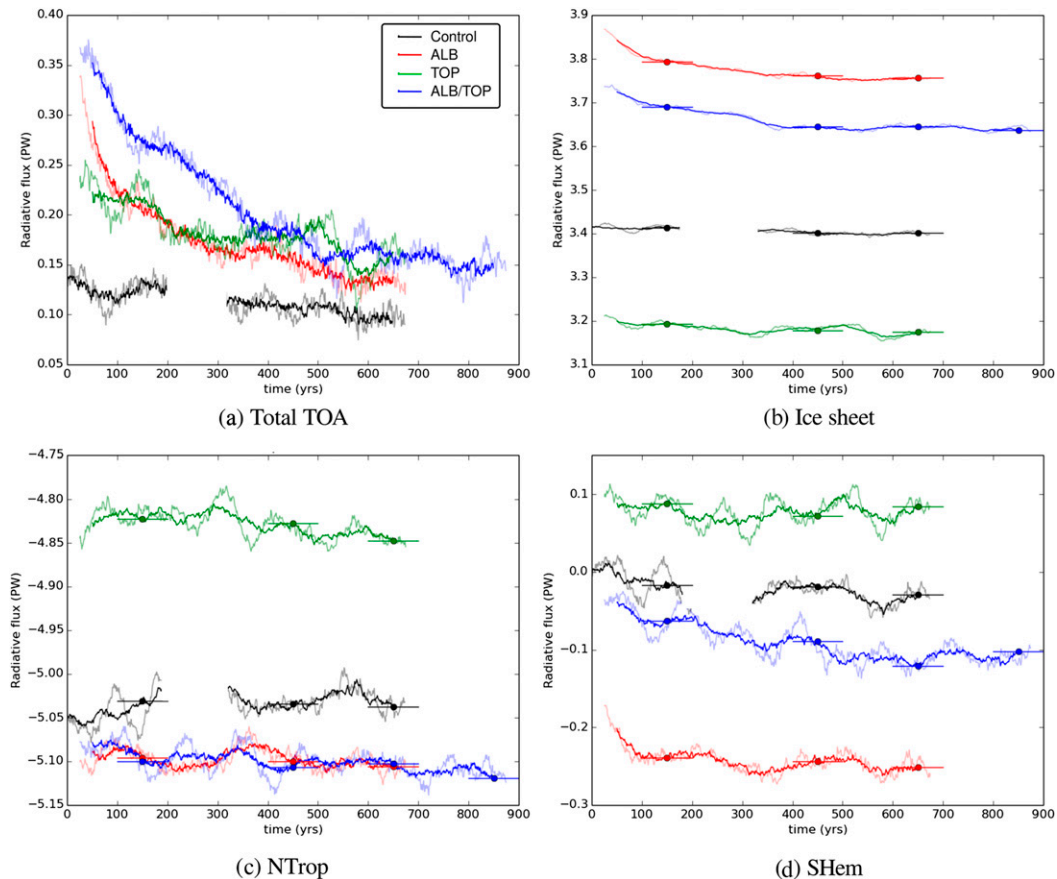 0.40
0.35
0.30
0.25
0.20
0.15
0.10
0.05
Radiative flux (PW)
Control
ALB
TOP
ALB/TOP
0 100 200 300 400 500 600 700 800 900
time (yrs)
(a) Total TOA
3.9
3.8
3.7
3.6
3.5
3.4
3.3
3.2
3.1
Radiative flux (PW)
0 100 200 300 400 500 600 700 800 900
time (yrs)
(b) Ice sheet
−4.75
−4.80
−4.85
−4.90
−4.95
−5.00
−5.05
−5.10
−5.15
Radiative flux (PW)
0 100 200 300 400 500 600 700 800 900
time (yrs)
(c) NTrop
0.1
0.0
−0.1
−0.2
−0.3
Radiative flux (PW)
0 100 200 300 400 500 600 700 800 900
time (yrs)
(d) SHem